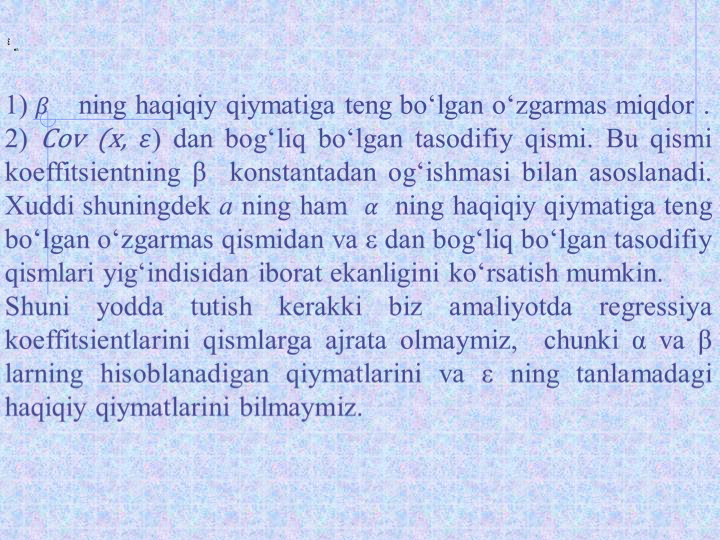 1) β ning haqiqiy qiymatiga teng bo‘lgan o‘zgarmas miqdor .
2) Cov (x, ε) dan bog‘liq bo‘lgan tasodifiy qismi. Bu qismi
koeffitsientning β konstantadan og‘ishmasi bilan asoslanadi.
Xuddi shuningdek a ning ham α ning haqiqiy qiymatiga teng
bo‘lgan o‘zgarmas qismidan va ε dan bog‘liq bo‘lgan tasodifiy
qismlari yig‘indisidan iborat ekanligini ko‘rsatish mumkin.
Shuni yodda tutish kerakki biz amaliyotda regressiya
koeffitsientlarini qismlarga ajrata olmaymiz, chunki α va β
larning hisoblanadigan qiymatlarini va ε ning tanlamadagi
haqiqiy qiymatlarini bilmaymiz.